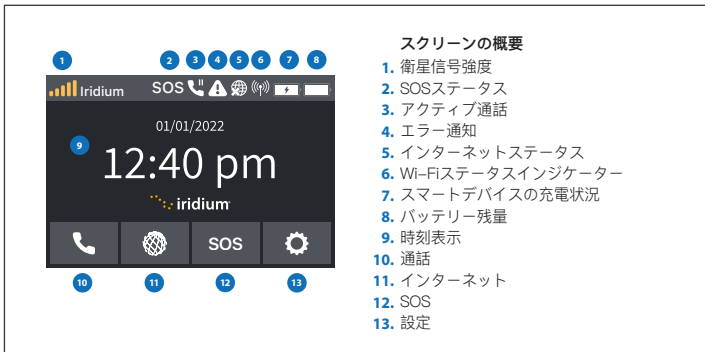 1 2 3 4 5 6 7 8
Iridium SOS
01/01/2022
9
12:40 pm
iridium
SOS
10 11 12 13
スクリーンの概要
1. 衛星信号強度
2. SOSステータス
3. アクティブ通話
4. エラー通知
5. インターネットステータス
6. Wi–Fiステータスインジケーター
7. スマートデバイスの充電状況
8. バッテリー残量
9. 時刻表示
10. 通話
11. インターネット
12. SOS
13. 設定